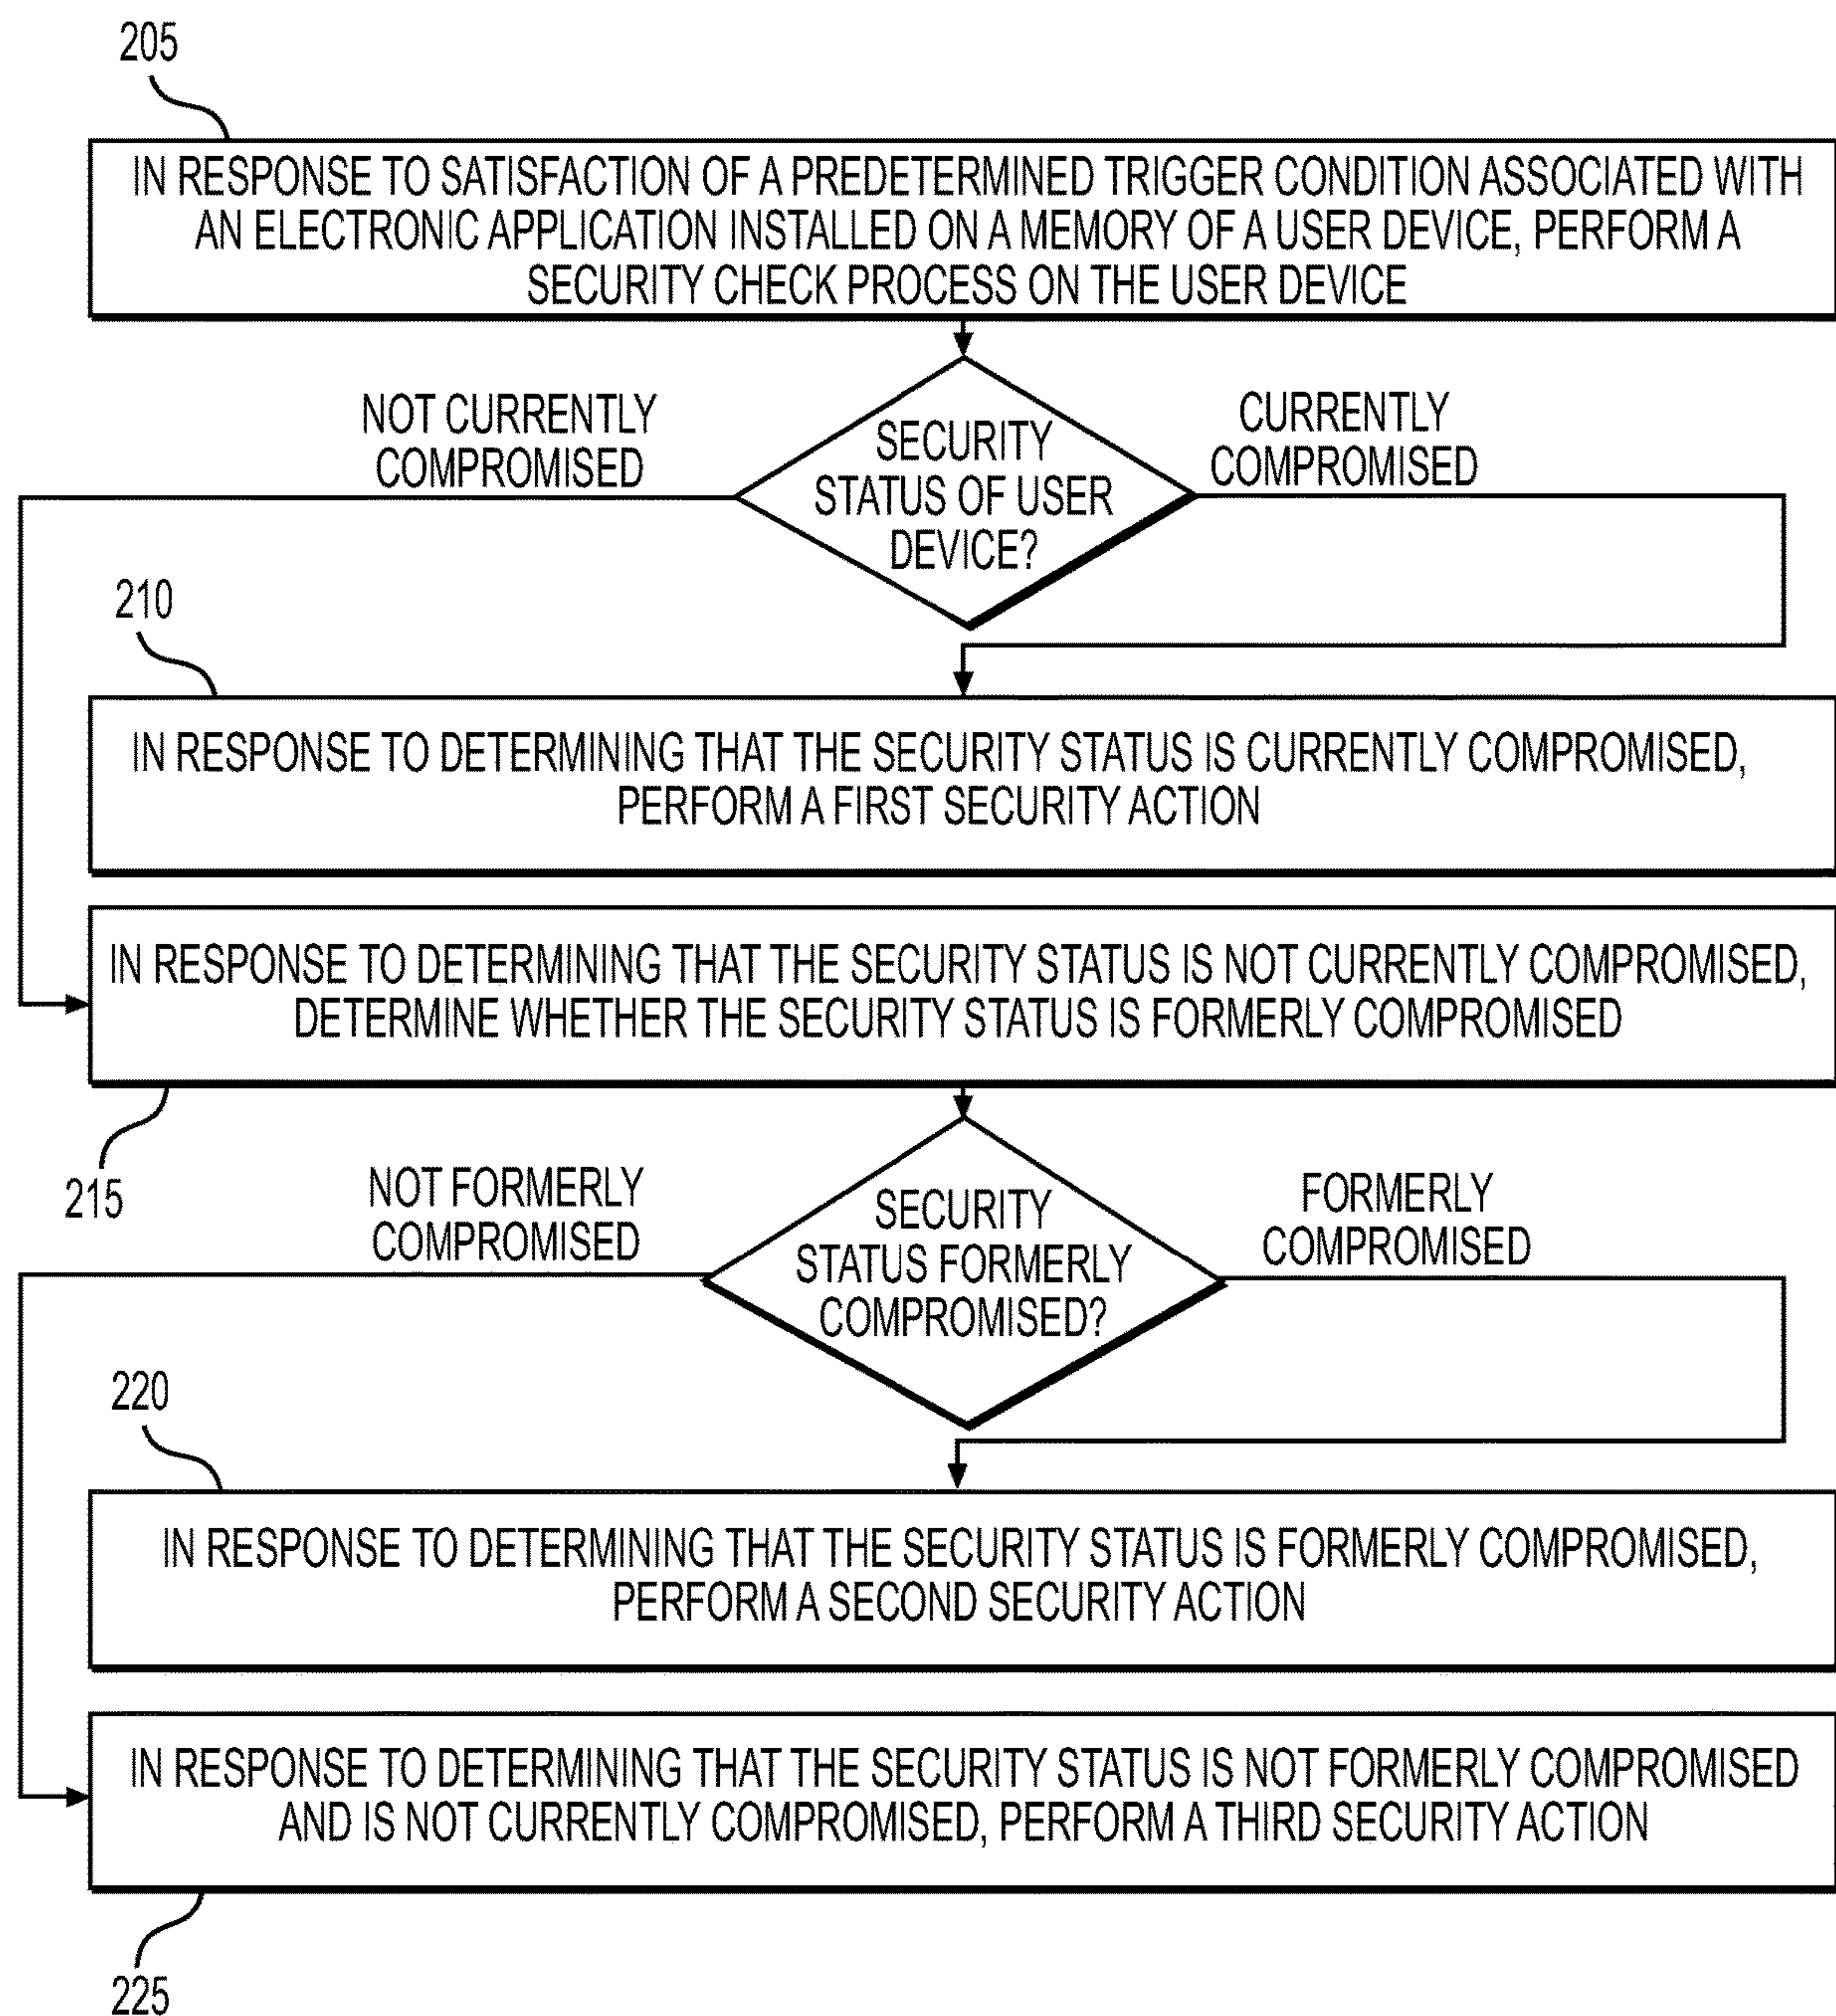 205
IN RESPONSE TO SATISFACTION OF A PREDETERMINED TRIGGER CONDITION ASSOCIATED WITH
AN ELECTRONIC APPLICATION INSTALLED ON A MEMORY OF A USER DEVICE, PERFORM A
SECURITY CHECK PROCESS ON THE USER DEVICE
NOT CURRENTLY
COMPROMISED
SECURITY
STATUS OF USER
DEVICE?
CURRENTLY
COMPROMISED
210
IN RESPONSE TO DETERMINING THAT THE SECURITY STATUS IS CURRENTLY COMPROMISED,
PERFORM A FIRST SECURITY ACTION
IN RESPONSE TO DETERMINING THAT THE SECURITY STATUS IS NOT CURRENTLY COMPROMISED,
DETERMINE WHETHER THE SECURITY STATUS IS FORMERLY COMPROMISED
215
NOT FORMERLY
COMPROMISED
SECURITY
STATUS FORMERLY
COMPROMISED?
FORMERLY
COMPROMISED
220
IN RESPONSE TO DETERMINING THAT THE SECURITY STATUS IS FORMERLY COMPROMISED,
PERFORM A SECOND SECURITY ACTION
IN RESPONSE TO DETERMINING THAT THE SECURITY STATUS IS NOT FORMERLY COMPROMISED
AND IS NOT CURRENTLY COMPROMISED, PERFORM A THIRD SECURITY ACTION
225